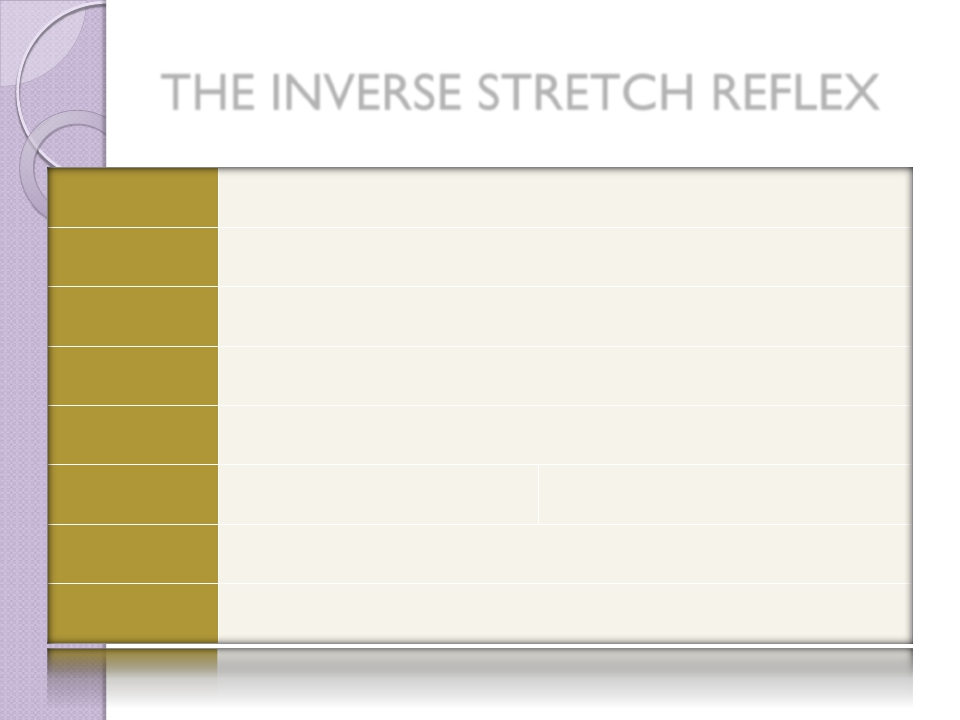 THE INVERSE STRETCH REFLEX